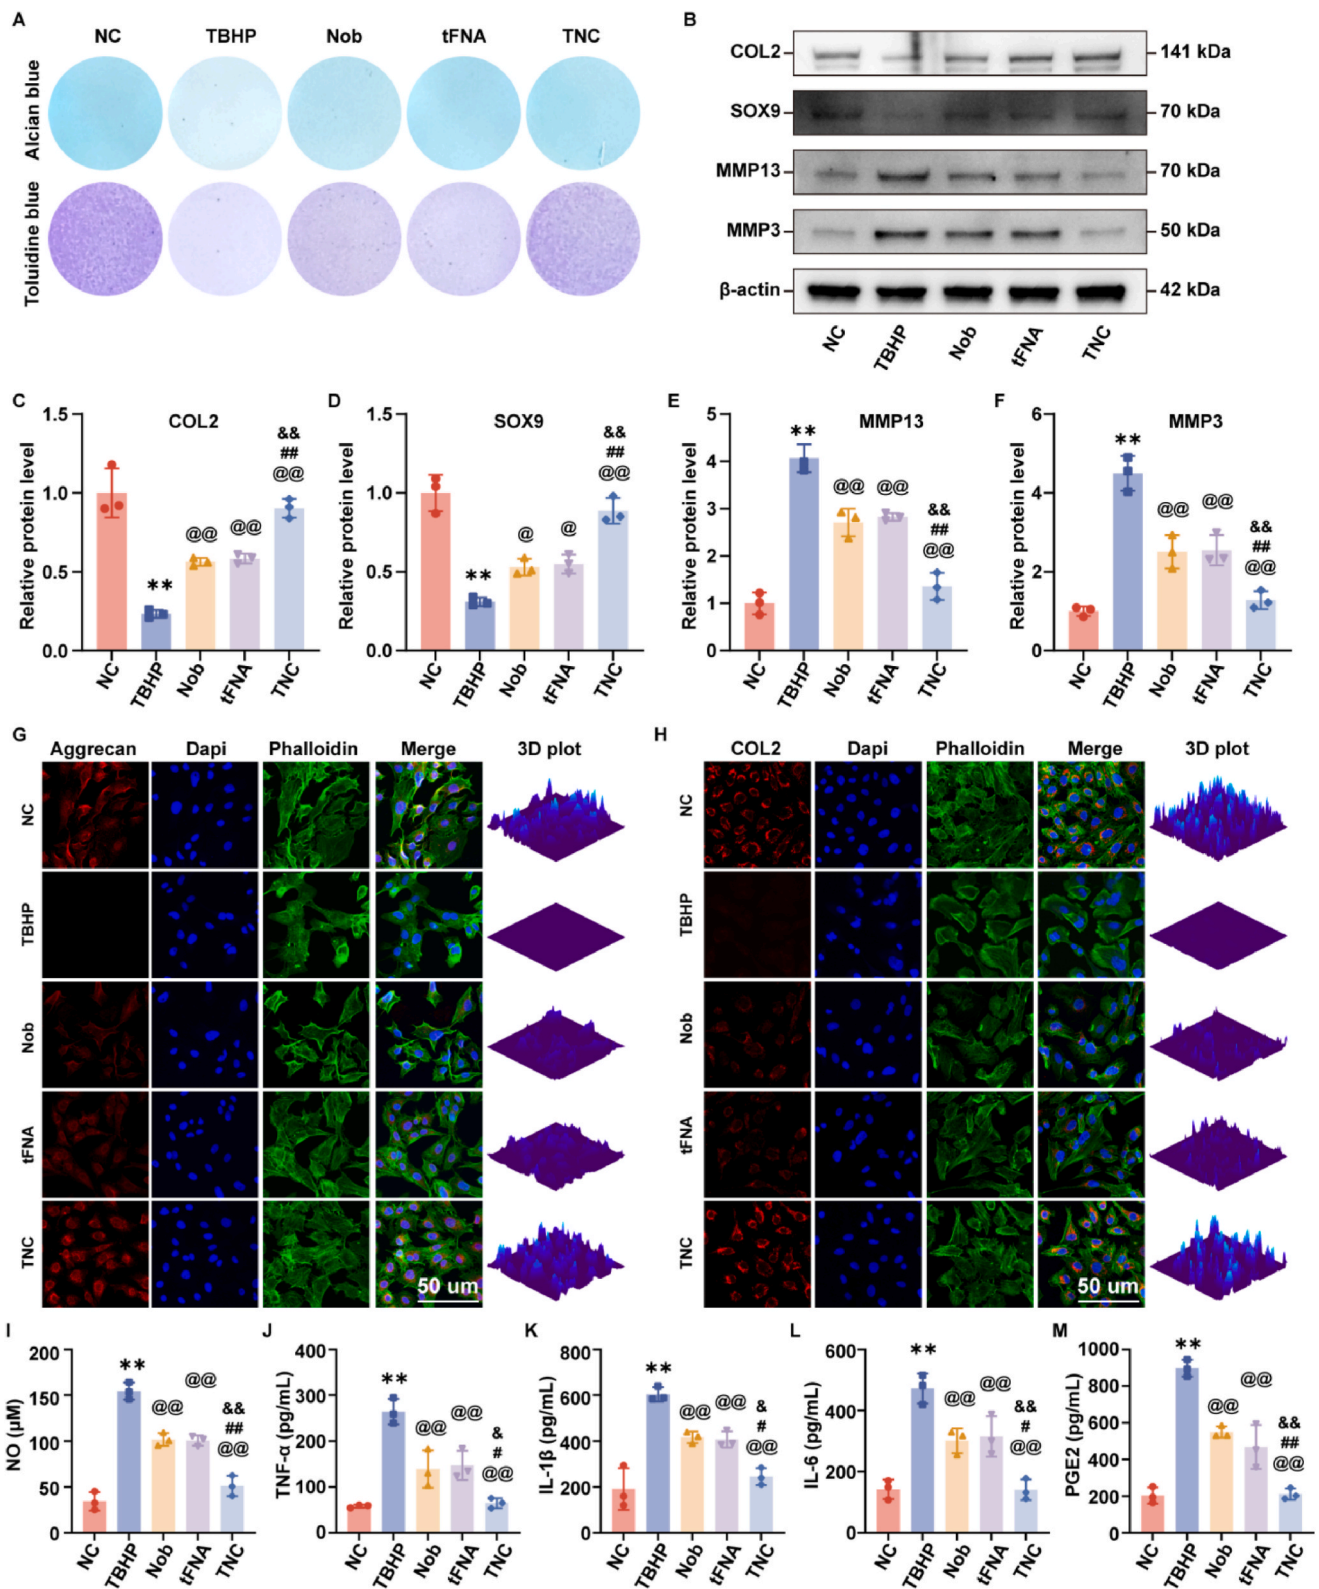 A
NC TBHP Nob tFNA TNC
Alcian blue
Toluidine blue
B
COL2 141 kDa
SOX9 70 kDa
MMP13 70 kDa
MMP3 50 kDa
β-actin 42 kDa
NC TBHP Nob tFNA TNC
C
COL2
Relative protein level
1.5
1.0
0.5
0.0
**
@@
@@
&&
##
@@
NC TBHP Nob tFNA TNC
D
SOX9
Relative protein level
1.5
1.0
0.5
0.0
**
@
@
&&
##
@@
NC TBHP Nob tFNA TNC
E
MMP13
Relative protein level
5
4
3
2
1
0
**
@@
@@
&&
##
@@
NC TBHP Nob tFNA TNC
F
MMP3
Relative protein level
6
4
2
0
**
@@
@@
&&
##
@@
NC TBHP Nob tFNA TNC
G
Aggrecan Dapi Phalloidin Merge 3D plot
NC
TBHP
Nob
tFNA
TNC
50 um
H
COL2 Dapi Phalloidin Merge 3D plot
NC
TBHP
Nob
tFNA
TNC
50 um
I
NO (μM)
200
150
100
50
0
**
@@
@@
&&
##
@@
NC TBHP Nob tFNA TNC
J
TNF-α (pg/mL)
400
300
200
100
0
**
@@
@@
&
#
@@
NC TBHP Nob tFNA TNC
K
IL-1β (pg/mL)
800
600
400
200
0
**
@@
@@
&
#
@@
NC TBHP Nob tFNA TNC
L
IL-6 (pg/mL)
600
400
200
0
**
@@
@@
&&
#
@@
NC TBHP Nob tFNA TNC
M
PGE2 (pg/mL)
1000
800
600
400
200
0
**
@@
@@
&&
##
@@
NC TBHP Nob tFNA TNC